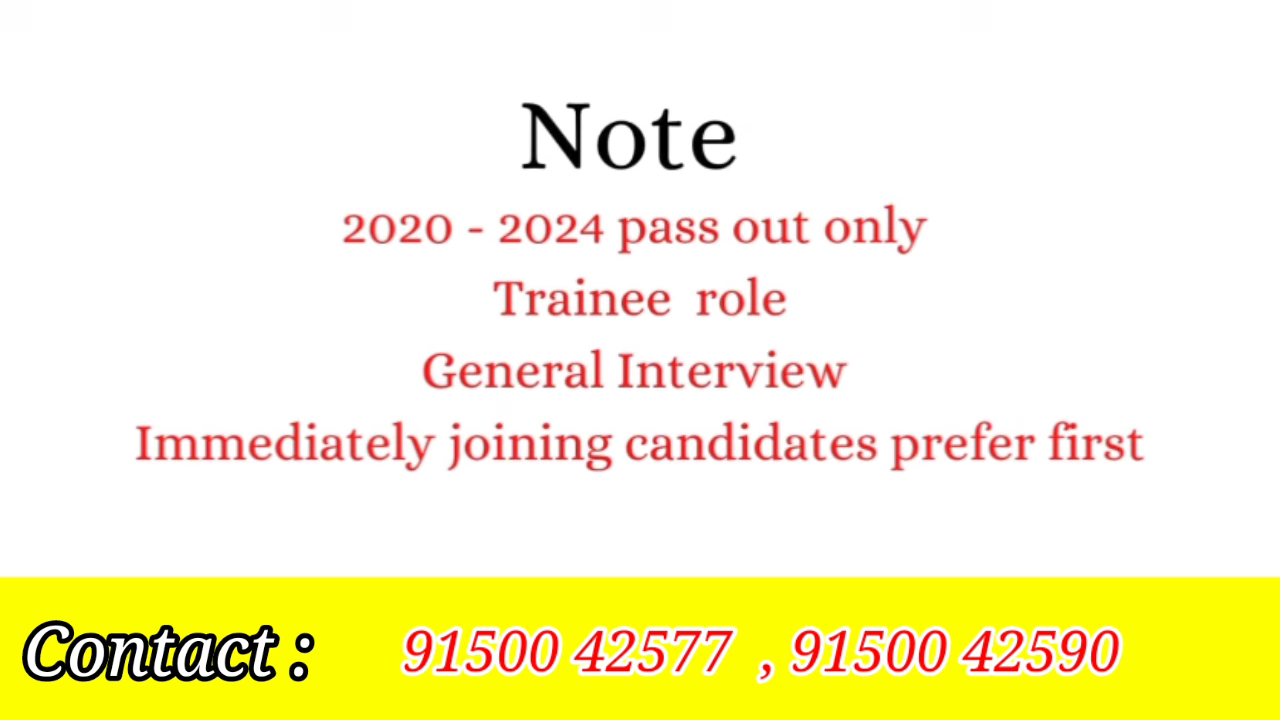 Note
2020 - 2024 pass out only
Trainee role
General Interview
Immediately joining candidates prefer first
Contact : 91500 42577 , 91500 42590